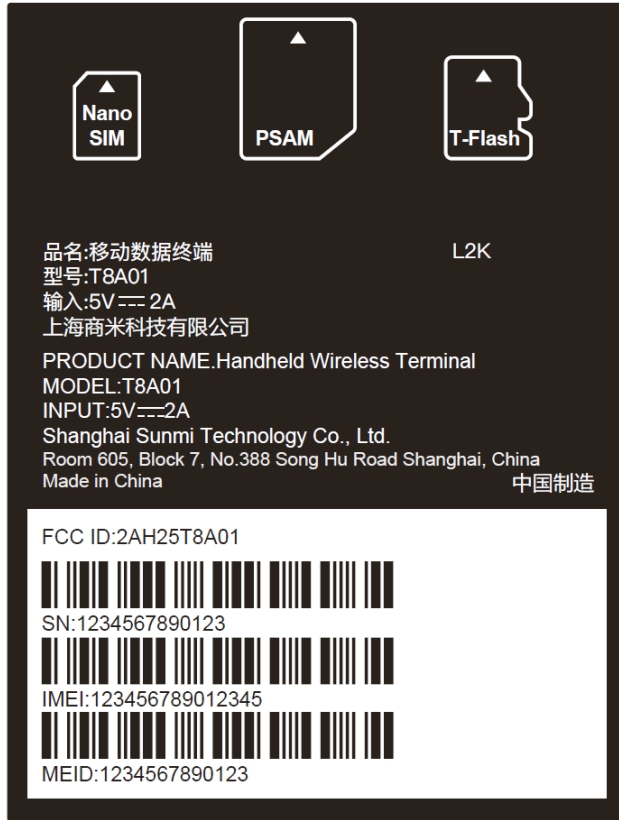 Nano
SIM
PSAM
T-Flash
品名:移动数据终端
L2K
型号:T8A01
输入:5V⎓2A
上海商米科技有限公司
PRODUCT NAME.Handheld Wireless Terminal
MODEL:T8A01
INPUT:5V⎓2A
Shanghai Sunmi Technology Co., Ltd.
Room 605, Block 7, No.388 Song Hu Road Shanghai, China
Made in China
中国制造
FCC ID:2AH25T8A01
SN:1234567890123
IMEI:123456789012345
MEID:1234567890123